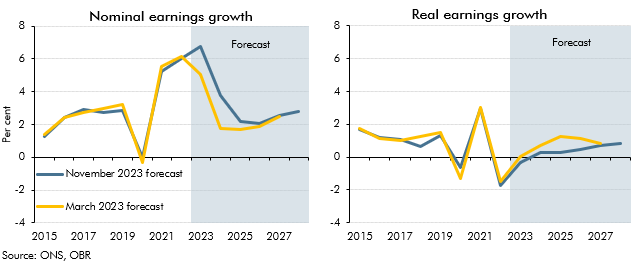 Nominal earnings growth
8
6
4
2
0
-2
-4
Per cent
Forecast
November 2023 forecast
March 2023 forecast
2015 2017 2019 2021 2023 2025 2027
Real earnings growth
8
6
4
2
0
-2
-4
Forecast
2015 2017 2019 2021 2023 2025 2027
Source: ONS, OBR